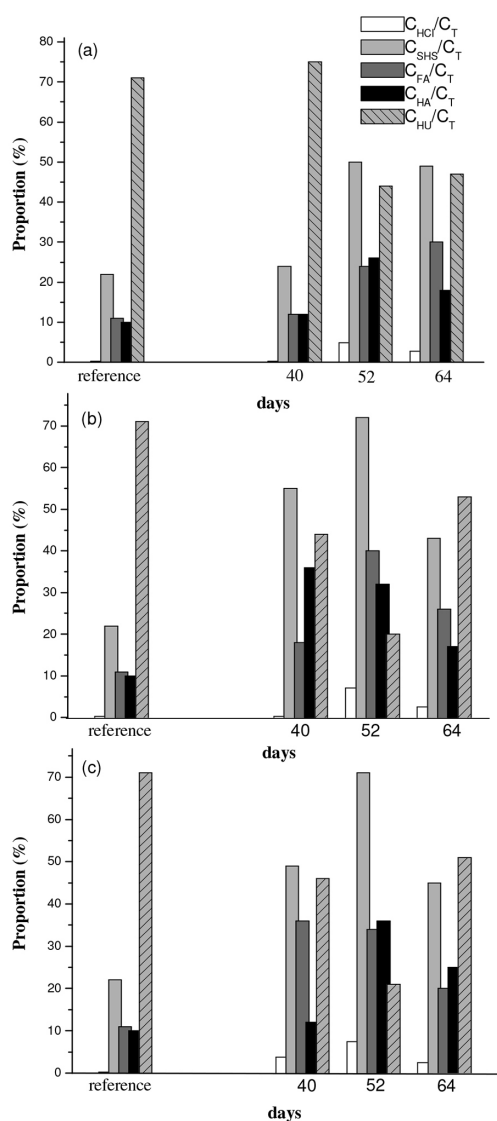 (a)
C_HCl/C_T
C_SHS/C_T
C_FA/C_T
C_HA/C_T
C_HU/C_T
80
70
60
50
40
30
20
10
0
Proportion (%)
reference 40 52 64
days
(b)
70
60
50
40
30
20
10
0
Proportion (%)
reference 40 52 64
days
(c)
70
60
50
40
30
20
10
0
Proportion (%)
reference 40 52 64
days